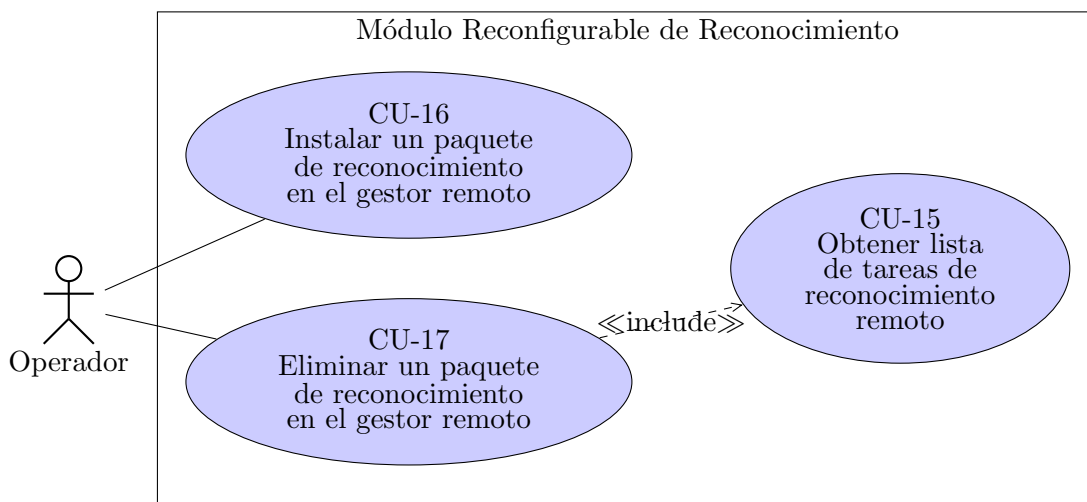 Módulo Reconfigurable de Reconocimiento
CU-16
Instalar un paquete
de reconocimiento
en el gestor remoto
CU-15
Obtener lista
de tareas de
reconocimiento
remoto
≪include≫
CU-17
Eliminar un paquete
de reconocimiento
en el gestor remoto
Operador